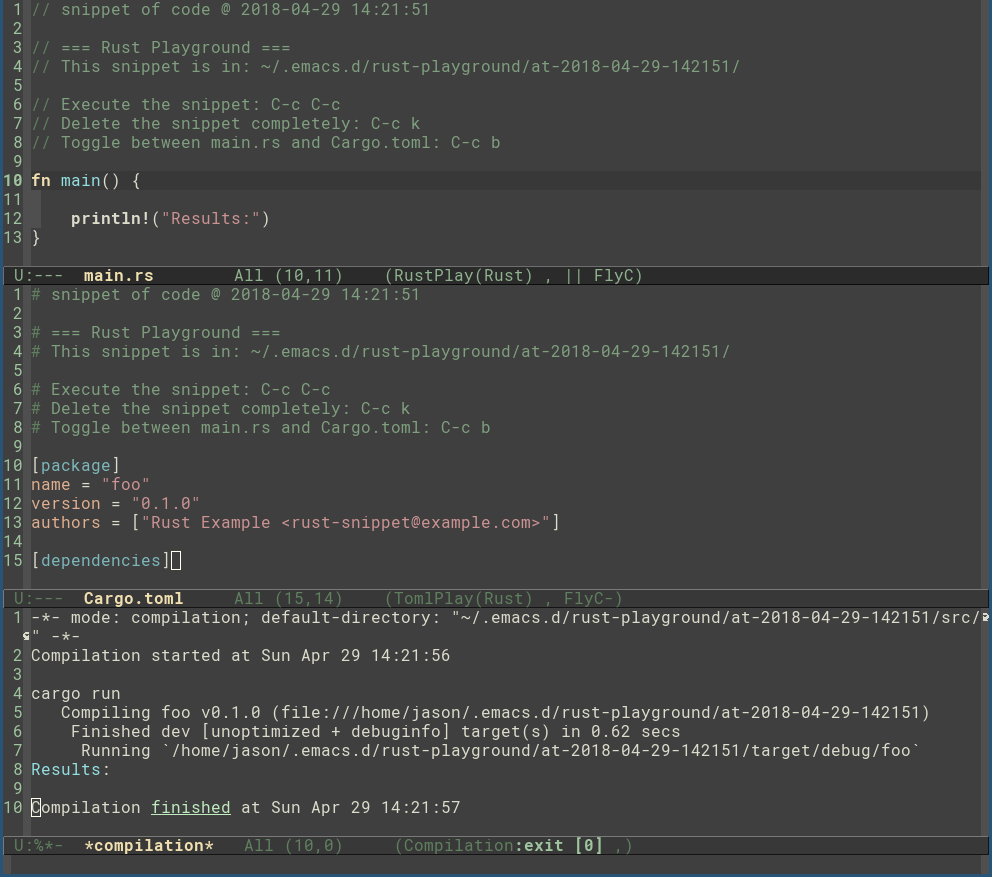 1 // snippet of code @ 2018-04-29 14:21:51
2
3 // === Rust Playground ===
4 // This snippet is in: ~/.emacs.d/rust-playground/at-2018-04-29-142151/
5
6 // Execute the snippet: C-c C-c
7 // Delete the snippet completely: C-c k
8 // Toggle between main.rs and Cargo.toml: C-c b
9
10 fn main() {
11
12     println!("Results:")
13 }
U:---  main.rs        All (10,11)    (RustPlay(Rust) , || FlyC)
1 # snippet of code @ 2018-04-29 14:21:51
2
3 # === Rust Playground ===
4 # This snippet is in: ~/.emacs.d/rust-playground/at-2018-04-29-142151/
5
6 # Execute the snippet: C-c C-c
7 # Delete the snippet completely: C-c k
8 # Toggle between main.rs and Cargo.toml: C-c b
9
10 [package]
11 name = "foo"
12 version = "0.1.0"
13 authors = ["Rust Example <rust-snippet@example.com>"]
14
15 [dependencies]
U:---  Cargo.toml     All (15,14)    (TomlPlay(Rust) , FlyC-)
1 -*- mode: compilation; default-directory: "~/.emacs.d/rust-playground/at-2018-04-29-142151/src/
" -*-
2 Compilation started at Sun Apr 29 14:21:56
3
4 cargo run
5    Compiling foo v0.1.0 (file:///home/jason/.emacs.d/rust-playground/at-2018-04-29-142151)
6     Finished dev [unoptimized + debuginfo] target(s) in 0.62 secs
7      Running `/home/jason/.emacs.d/rust-playground/at-2018-04-29-142151/target/debug/foo`
8 Results:
9
10 Compilation finished at Sun Apr 29 14:21:57
U:%*-  *compilation*   All (10,0)     (Compilation:exit [0] ,)